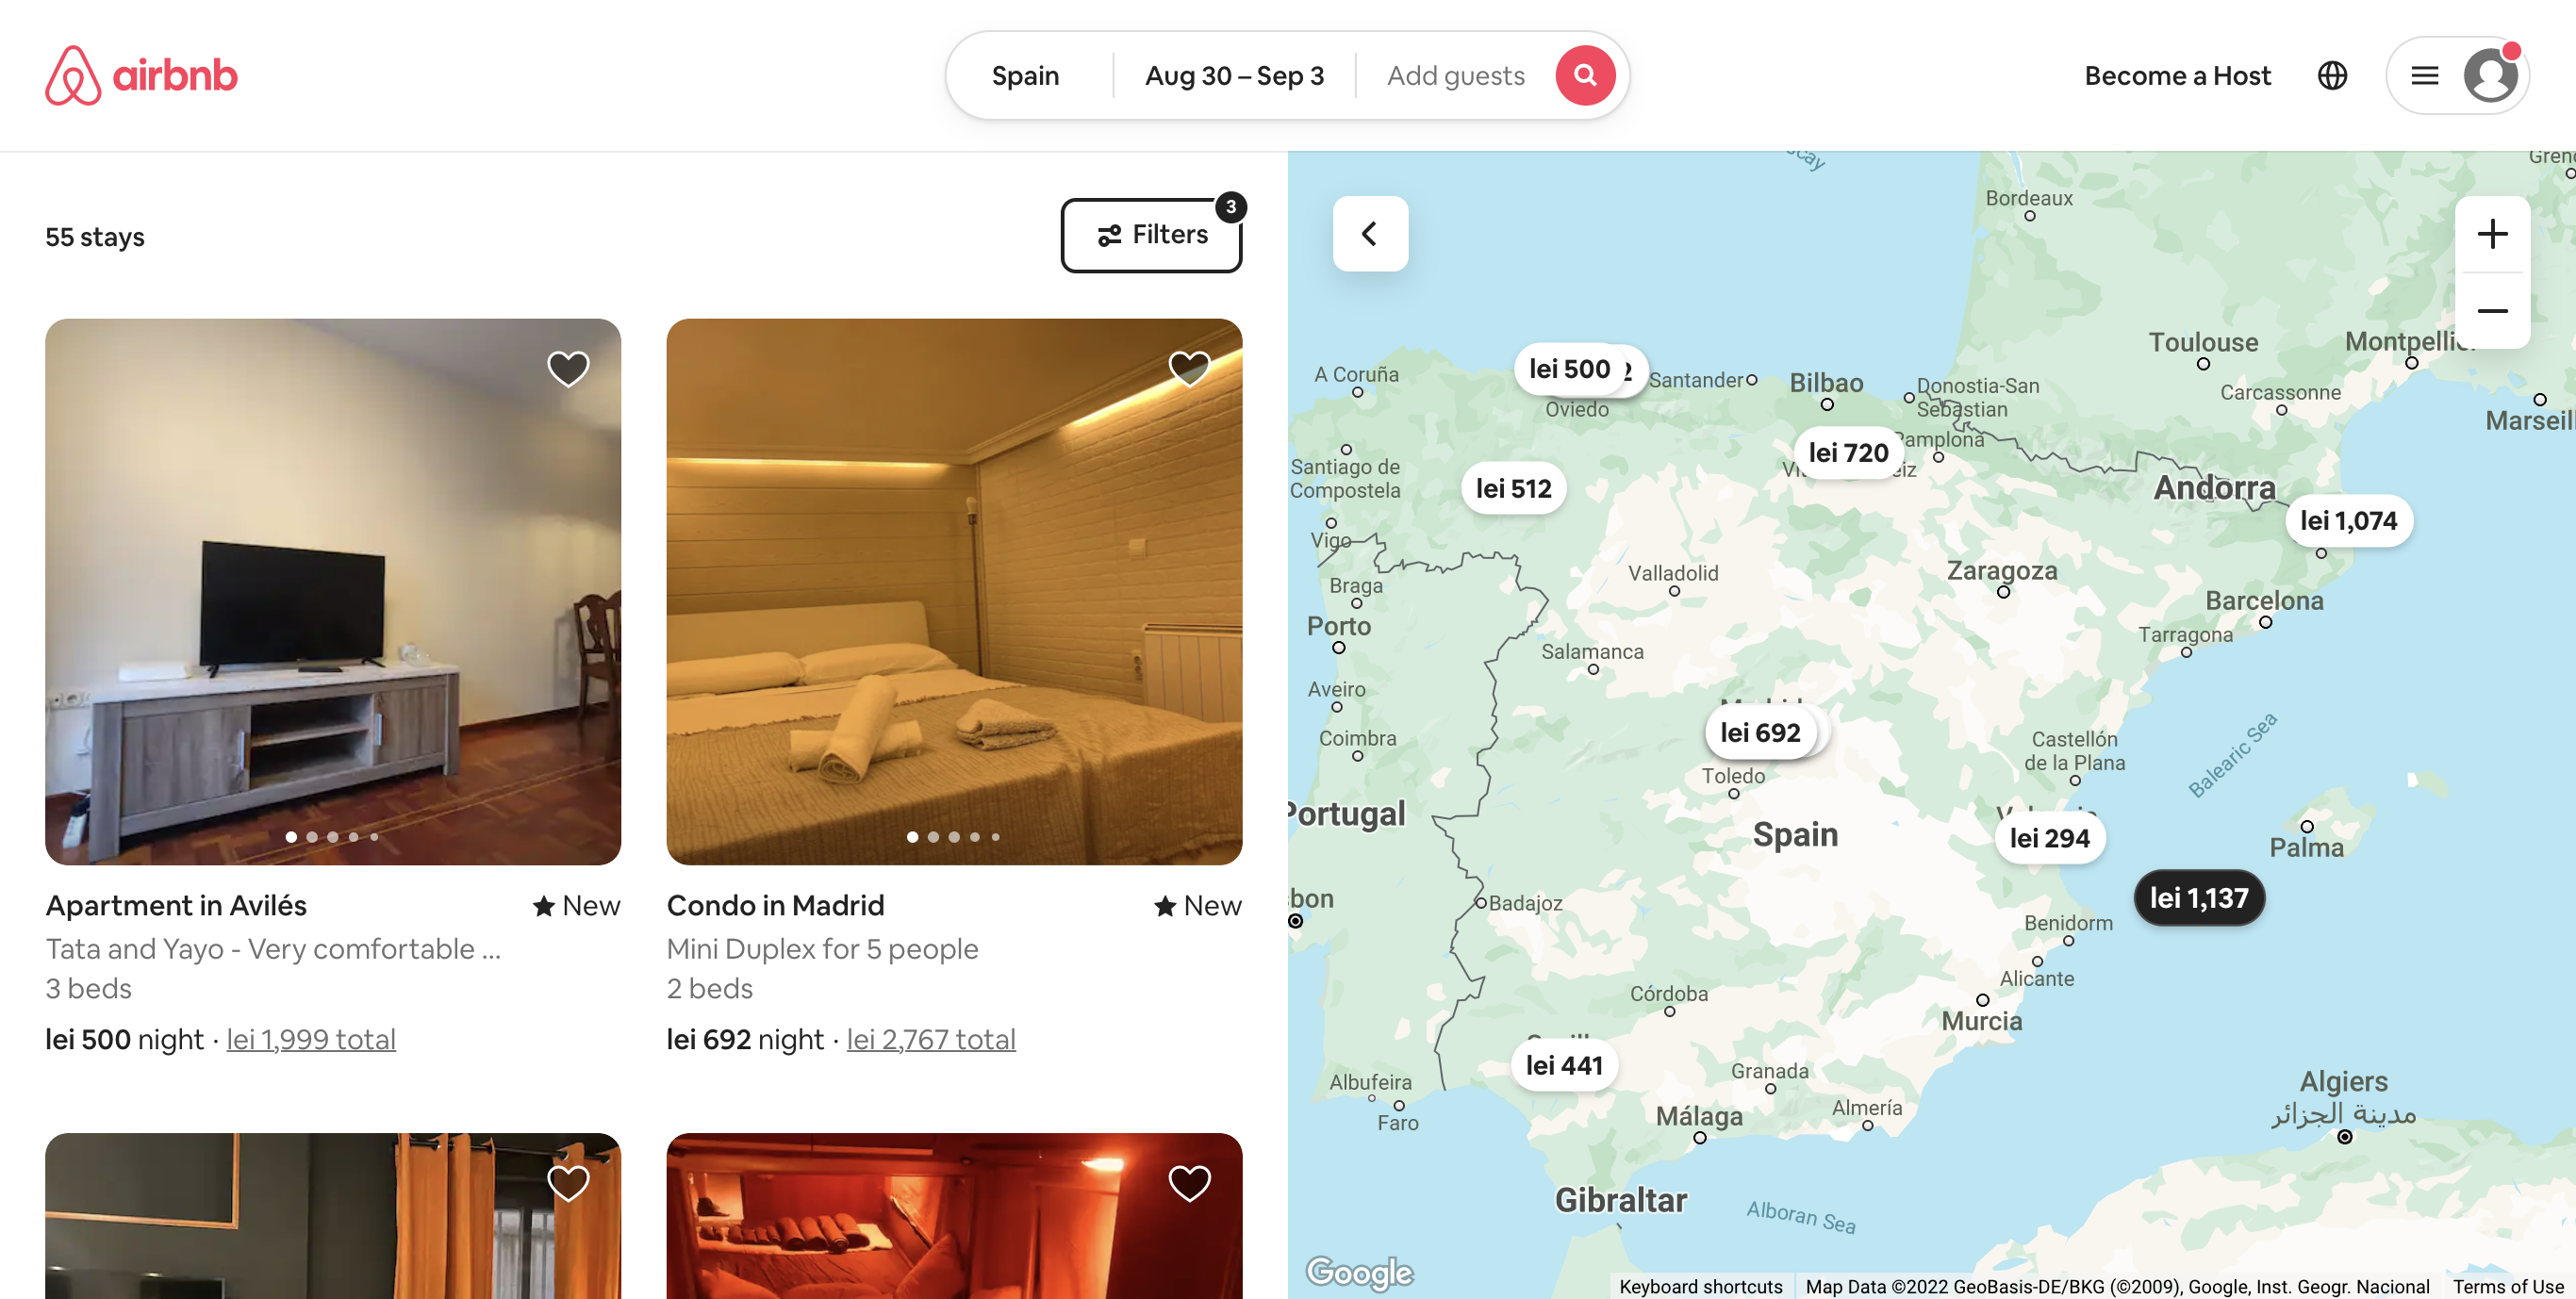 airbnb
Spain
Aug 30 – Sep 3
Add guests
Become a Host
55 stays
Filters
3
Apartment in Avilés
New
Tata and Yayo - Very comfortable ...
3 beds
lei 500 night · lei 1,999 total
Condo in Madrid
New
Mini Duplex for 5 people
2 beds
lei 692 night · lei 2,767 total
Bordeaux
Toulouse
A Coruña
lei 500
2
Santander
Bilbao
Donostia-San
Sebastian
Carcassonne
Oviedo
Pamplona
lei 720
Santiago de
Compostela
lei 512
Andorra
lei 1,074
Vigo
Braga
Valladolid
Zaragoza
Barcelona
Porto
Tarragona
Salamanca
Aveiro
lei 692
Coimbra
Castellón
de la Plana
Balearic Sea
Toledo
Portugal
Spain
lei 294
Palma
lei 1,137
Badajoz
Benidorm
Alicante
Córdoba
Murcia
lei 441
Granada
Albufeira
Faro
Málaga
Almería
Algiers
مدينة الجزائر
Gibraltar
Alboran Sea
Google
Keyboard shortcuts
Map Data ©2022 GeoBasis-DE/BKG (©2009), Google, Inst. Geogr. Nacional
Terms of Use